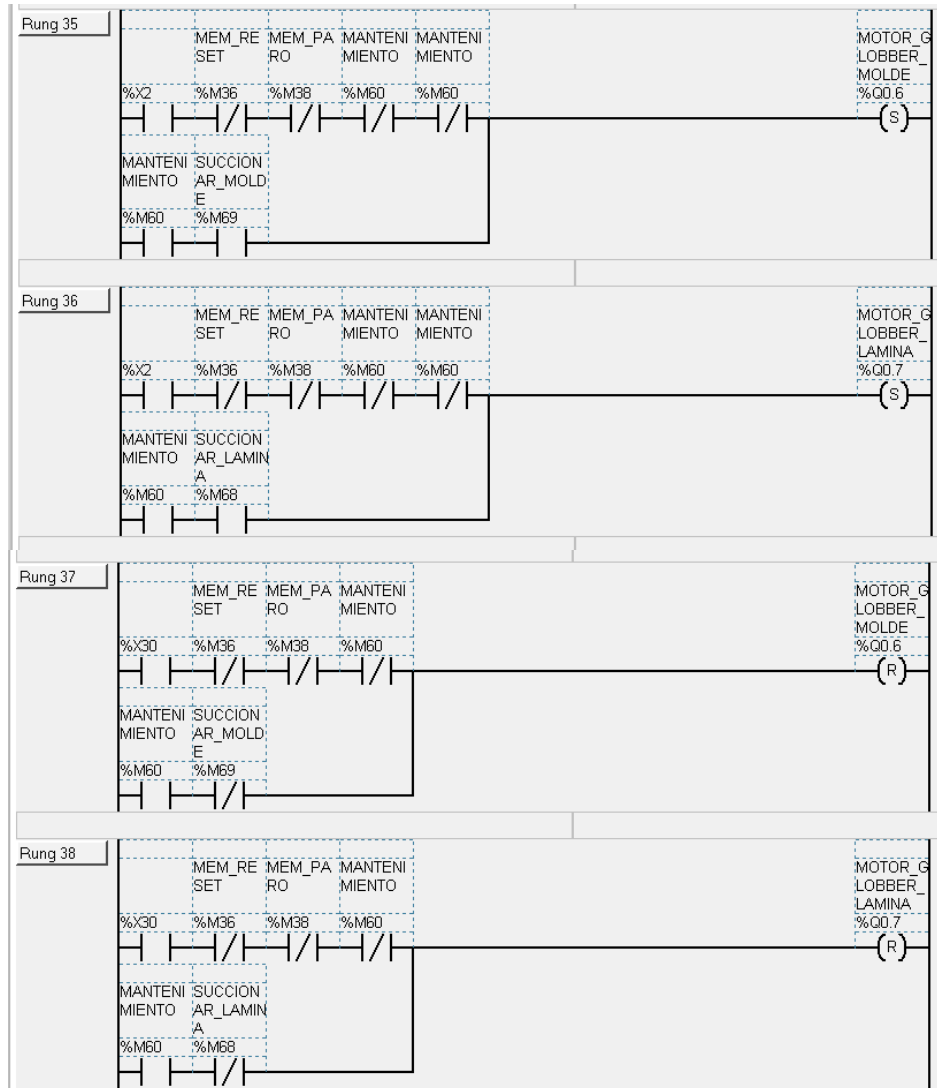 Rung 35
MEM_RE MEM_PA MANTENI MANTENI MOTOR_G
SET RO MIENTO MIENTO LOBBER_
MOLDE
%X2 %M36 %M38 %M60 %M60 %Q0.6
S
MANTENI SUCCION
MIENTO AR_MOLD
E
%M60 %M69
Rung 36
MEM_RE MEM_PA MANTENI MANTENI MOTOR_G
SET RO MIENTO MIENTO LOBBER_
LAMINA
%X2 %M36 %M38 %M60 %M60 %Q0.7
S
MANTENI SUCCION
MIENTO AR_LAMIN
A
%M60 %M68
Rung 37
MEM_RE MEM_PA MANTENI MOTOR_G
SET RO MIENTO LOBBER_
MOLDE
%X30 %M36 %M38 %M60 %Q0.6
R
MANTENI SUCCION
MIENTO AR_MOLD
E
%M60 %M69
Rung 38
MEM_RE MEM_PA MANTENI MOTOR_G
SET RO MIENTO LOBBER_
LAMINA
%X30 %M36 %M38 %M60 %Q0.7
R
MANTENI SUCCION
MIENTO AR_LAMIN
A
%M60 %M68